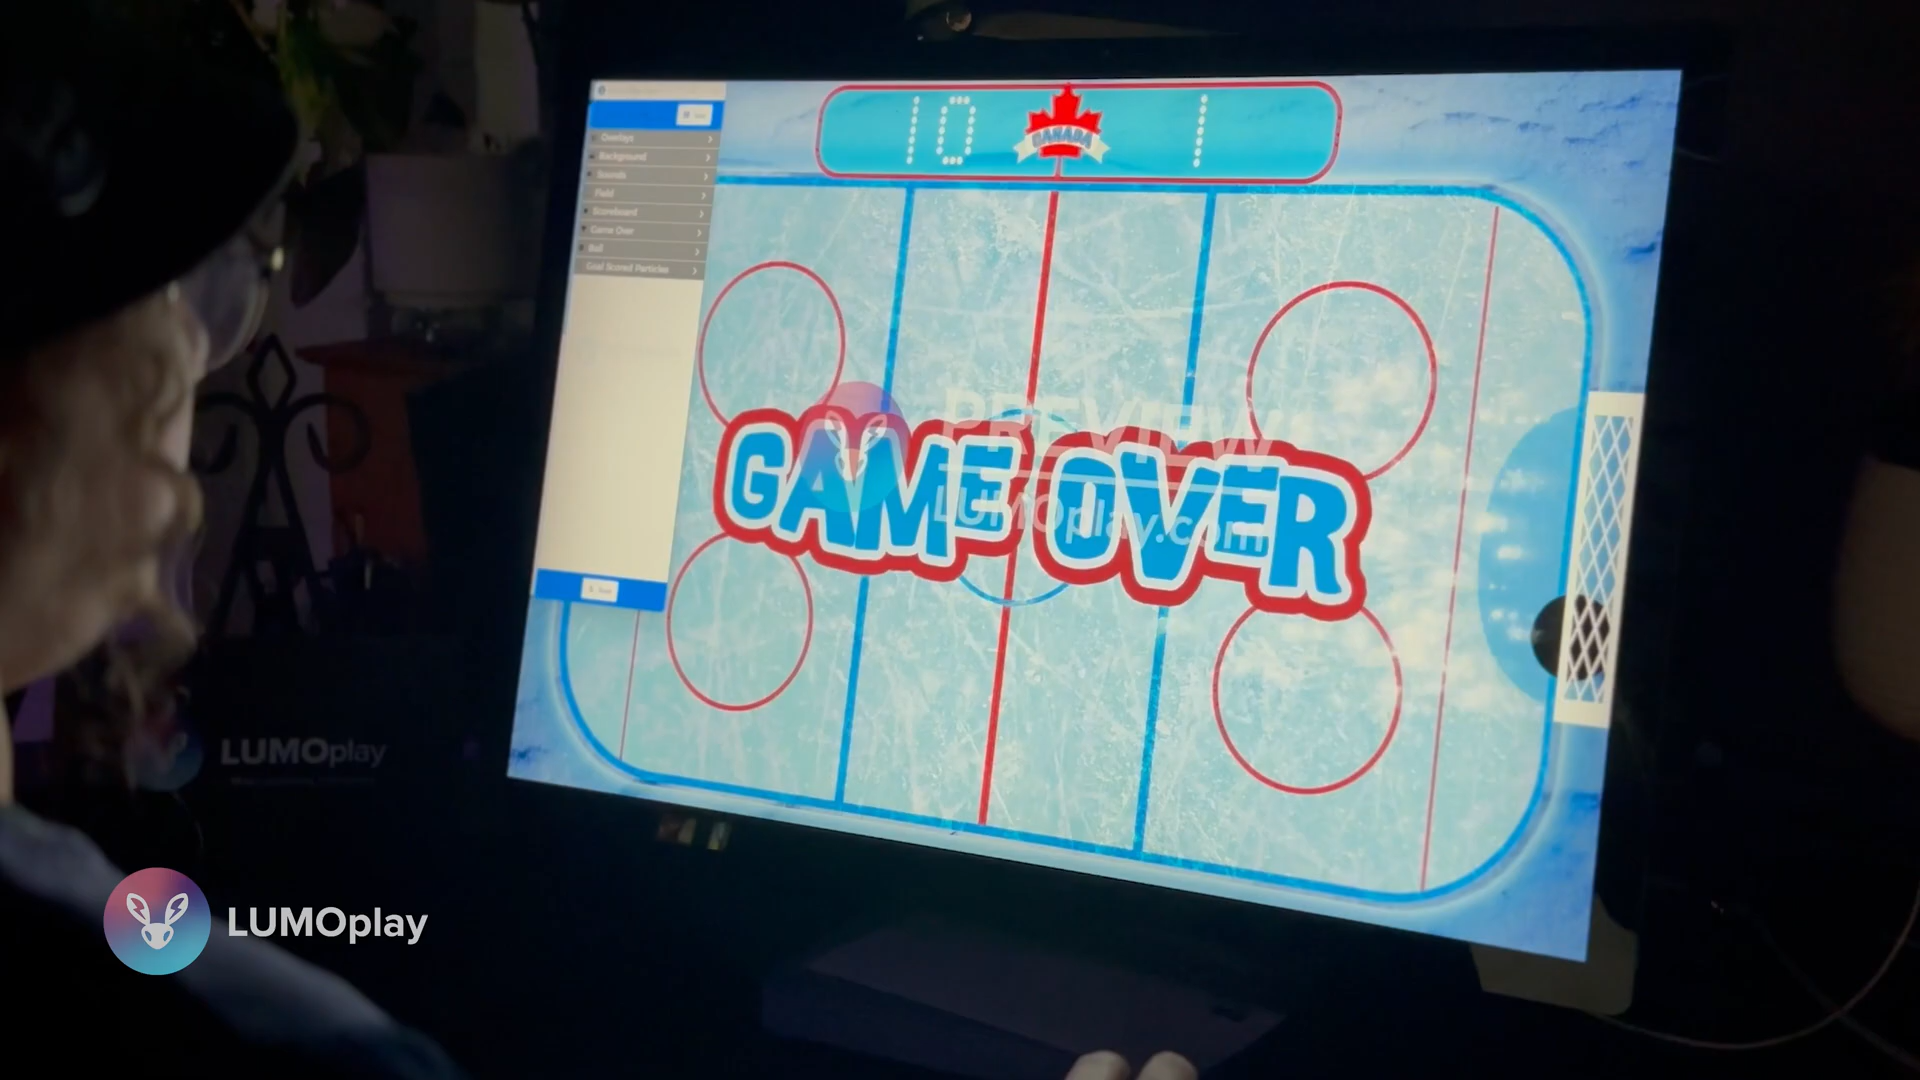 10
1
CANADA
Overlays
Background
Sounds
Field
Scoreboard
Game Over
Ball
Goal Scored Particles
PREVIEW
GAME OVER
LUMOplay.com
LUMOplay
LUMOplay